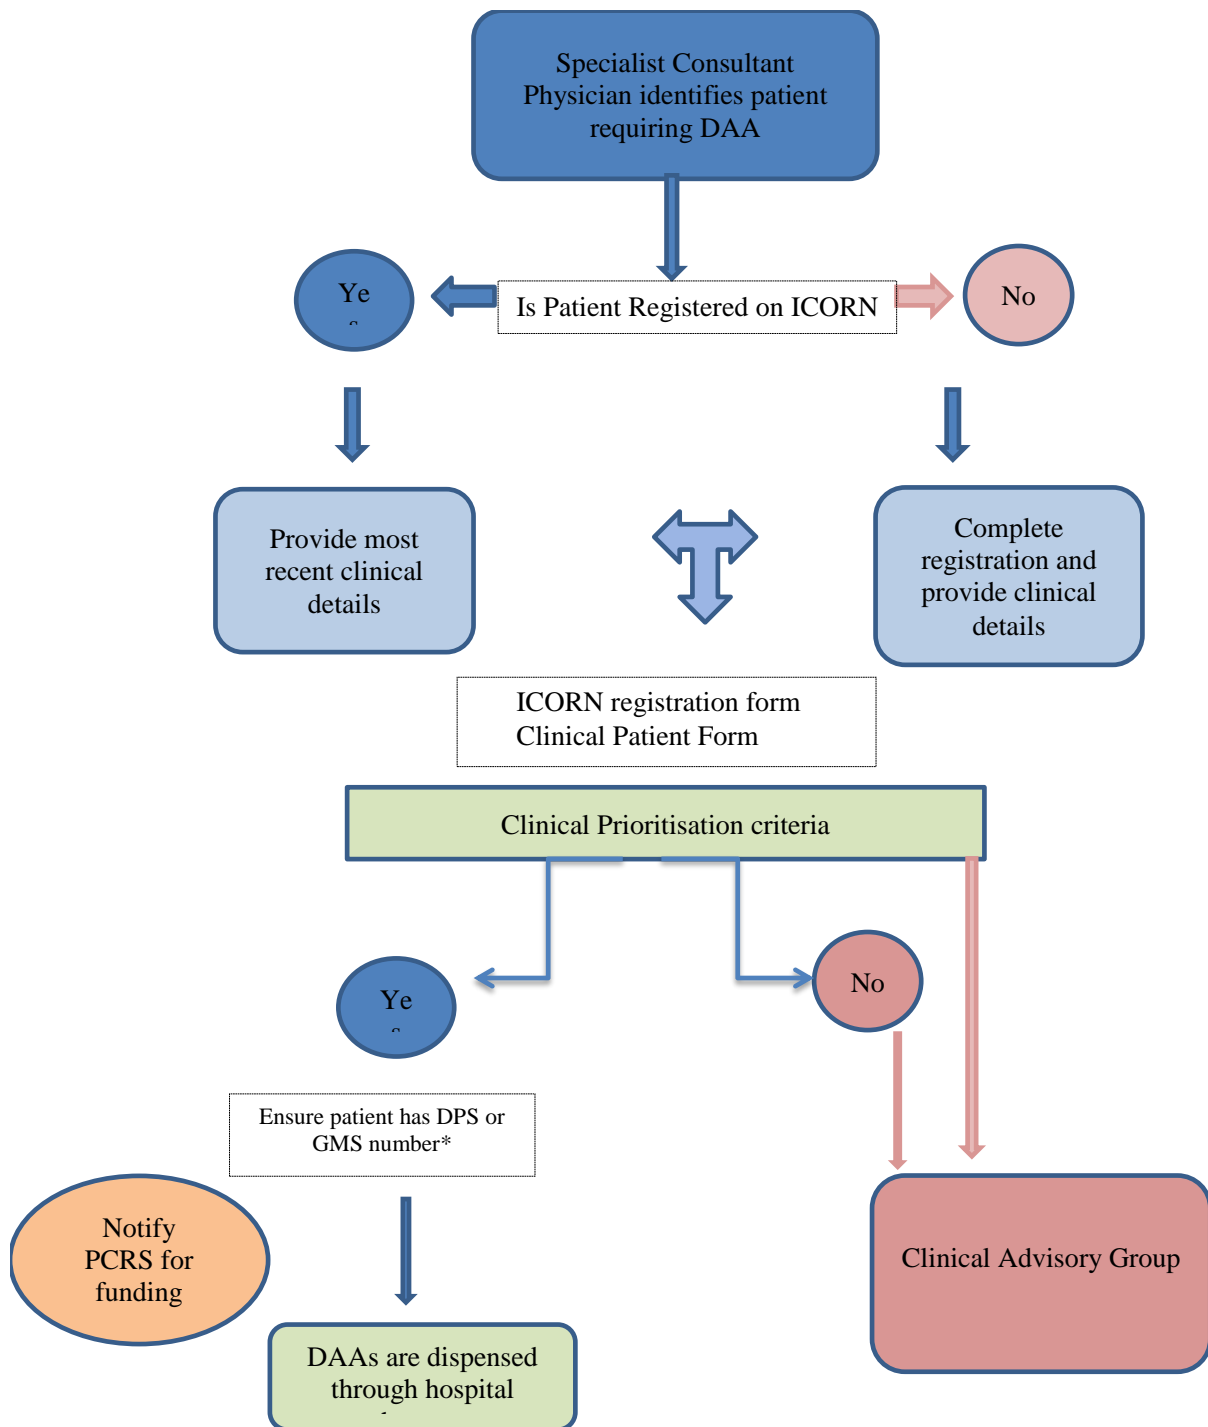 Specialist Consultant
Physician identifies patient
requiring DAA
Ye
Is Patient Registered on ICORN
No
Provide most
recent clinical
details
Complete
registration and
provide clinical
details
ICORN registration form
Clinical Patient Form
Clinical Prioritisation criteria
Ye
No
Ensure patient has DPS or
GMS number*
Notify
PCRS for
funding
Clinical Advisory Group
DAAs are dispensed
through hospital